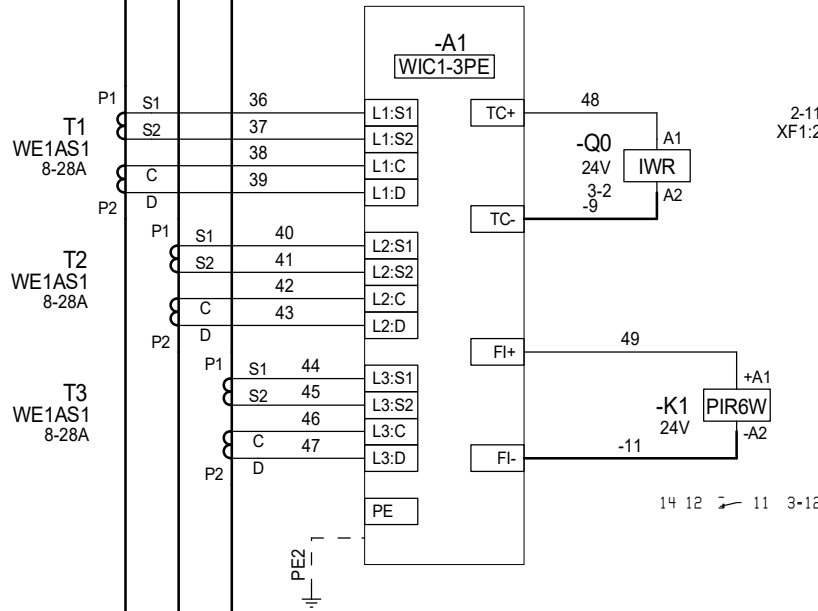 -A1
WIC1-3PE
P1 S1 36 L1:S1 TC+ 48
T1 S2 37 L1:S2 -Q0 A1
WE1AS1 38 L1:C 24V IWR
8-28A C 39 L1:D 3-2 A2
P2 D TC- -9
2-11
XF1:2
P1 S1 40 L2:S1
T2 S2 41 L2:S2
WE1AS1 42 L2:C
8-28A C 43 L2:D
P2 D
P1 S1 44 L3:S1 FI+ 49
T3 S2 45 L3:S2 +A1
WE1AS1 46 L3:C -K1 PIR6W
8-28A C 47 L3:D 24V -A2
P2 D FI- -11
PE
PE2
14 12 11 3-12